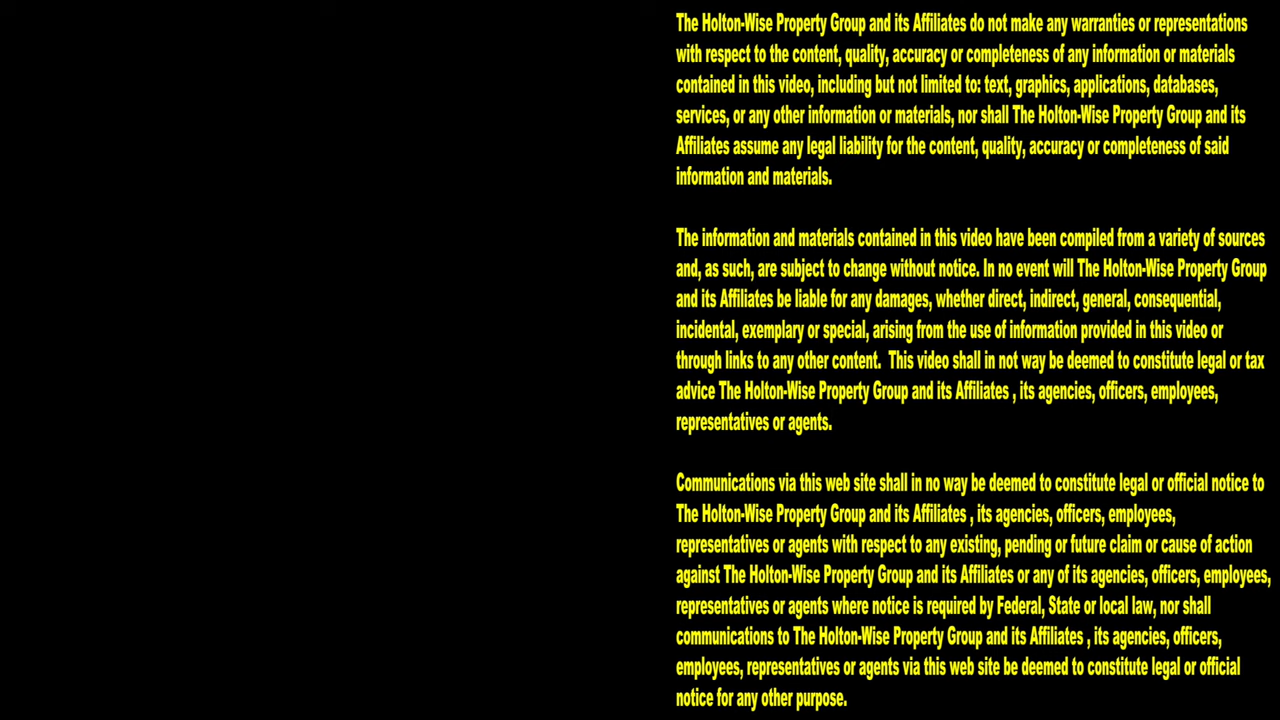 The Holton-Wise Property Group and its Affiliates do not make any warranties or representations
with respect to the content, quality, accuracy or completeness of any information or materials
contained in this video, including but not limited to: text, graphics, applications, databases,
services, or any other information or materials, nor shall The Holton-Wise Property Group and its
Affiliates assume any legal liability for the content, quality, accuracy or completeness of said
information and materials.
The information and materials contained in this video have been compiled from a variety of sources
and, as such, are subject to change without notice. In no event will The Holton-Wise Property Group
and its Affiliates be liable for any damages, whether direct, indirect, general, consequential,
incidental, exemplary or special, arising from the use of information provided in this video or
through links to any other content.  This video shall in not way be deemed to constitute legal or tax
advice The Holton-Wise Property Group and its Affiliates , its agencies, officers, employees,
representatives or agents.
Communications via this web site shall in no way be deemed to constitute legal or official notice to
The Holton-Wise Property Group and its Affiliates , its agencies, officers, employees,
representatives or agents with respect to any existing, pending or future claim or cause of action
against The Holton-Wise Property Group and its Affiliates or any of its agencies, officers, employees,
representatives or agents where notice is required by Federal, State or local law, nor shall
communications to The Holton-Wise Property Group and its Affiliates , its agencies, officers,
employees, representatives or agents via this web site be deemed to constitute legal or official
notice for any other purpose.